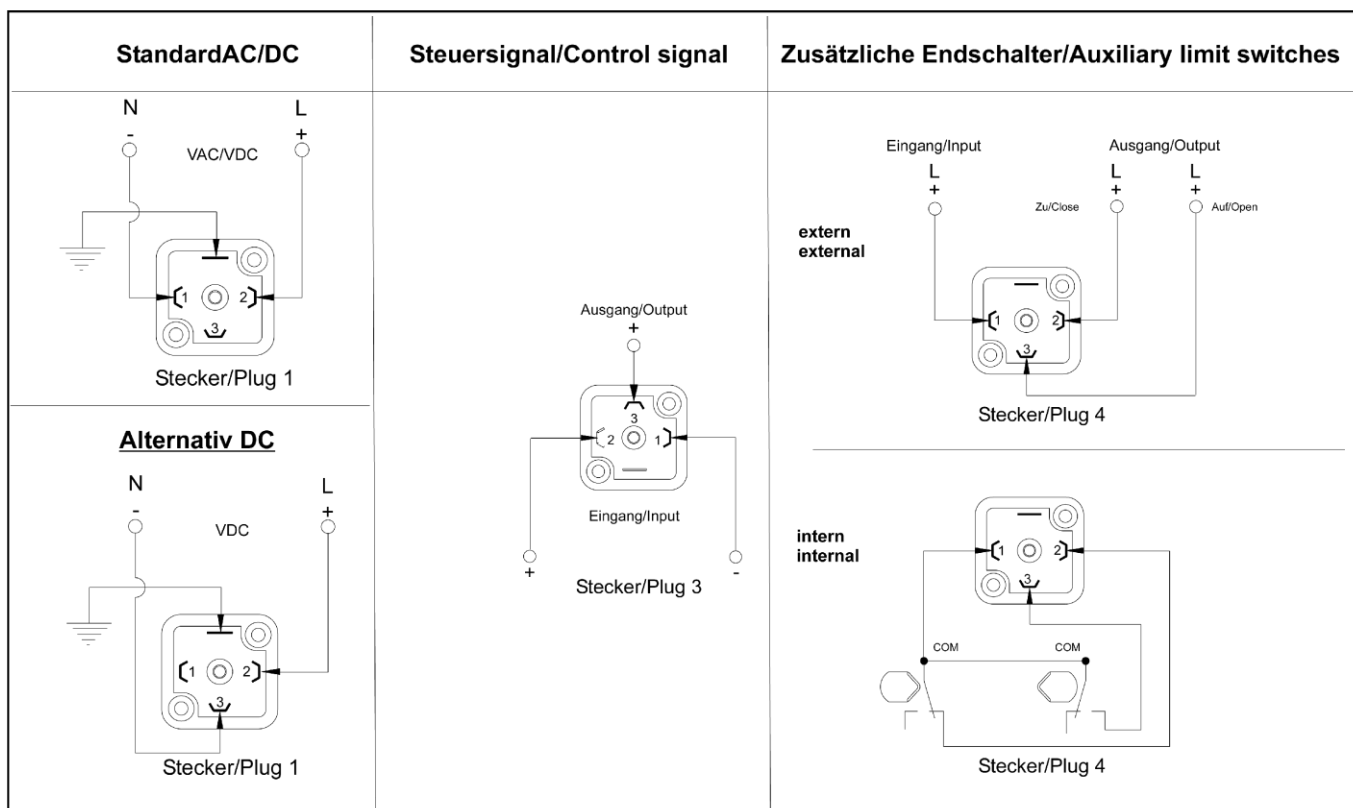 StandardAC/DC
N
L
-
+
VAC/VDC
1
2
3
Stecker/Plug 1
Alternativ DC
N
L
-
+
VDC
1
2
3
Stecker/Plug 1
Steuersignal/Control signal
Ausgang/Output
+
3
2
1
Eingang/Input
+
-
Stecker/Plug 3
Zusätzliche Endschalter/Auxiliary limit switches
Eingang/Input
Ausgang/Output
L
L
L
+
+
+
Zu/Close
Auf/Open
extern
external
1
2
3
Stecker/Plug 4
intern
internal
1
2
3
COM
COM
Stecker/Plug 4